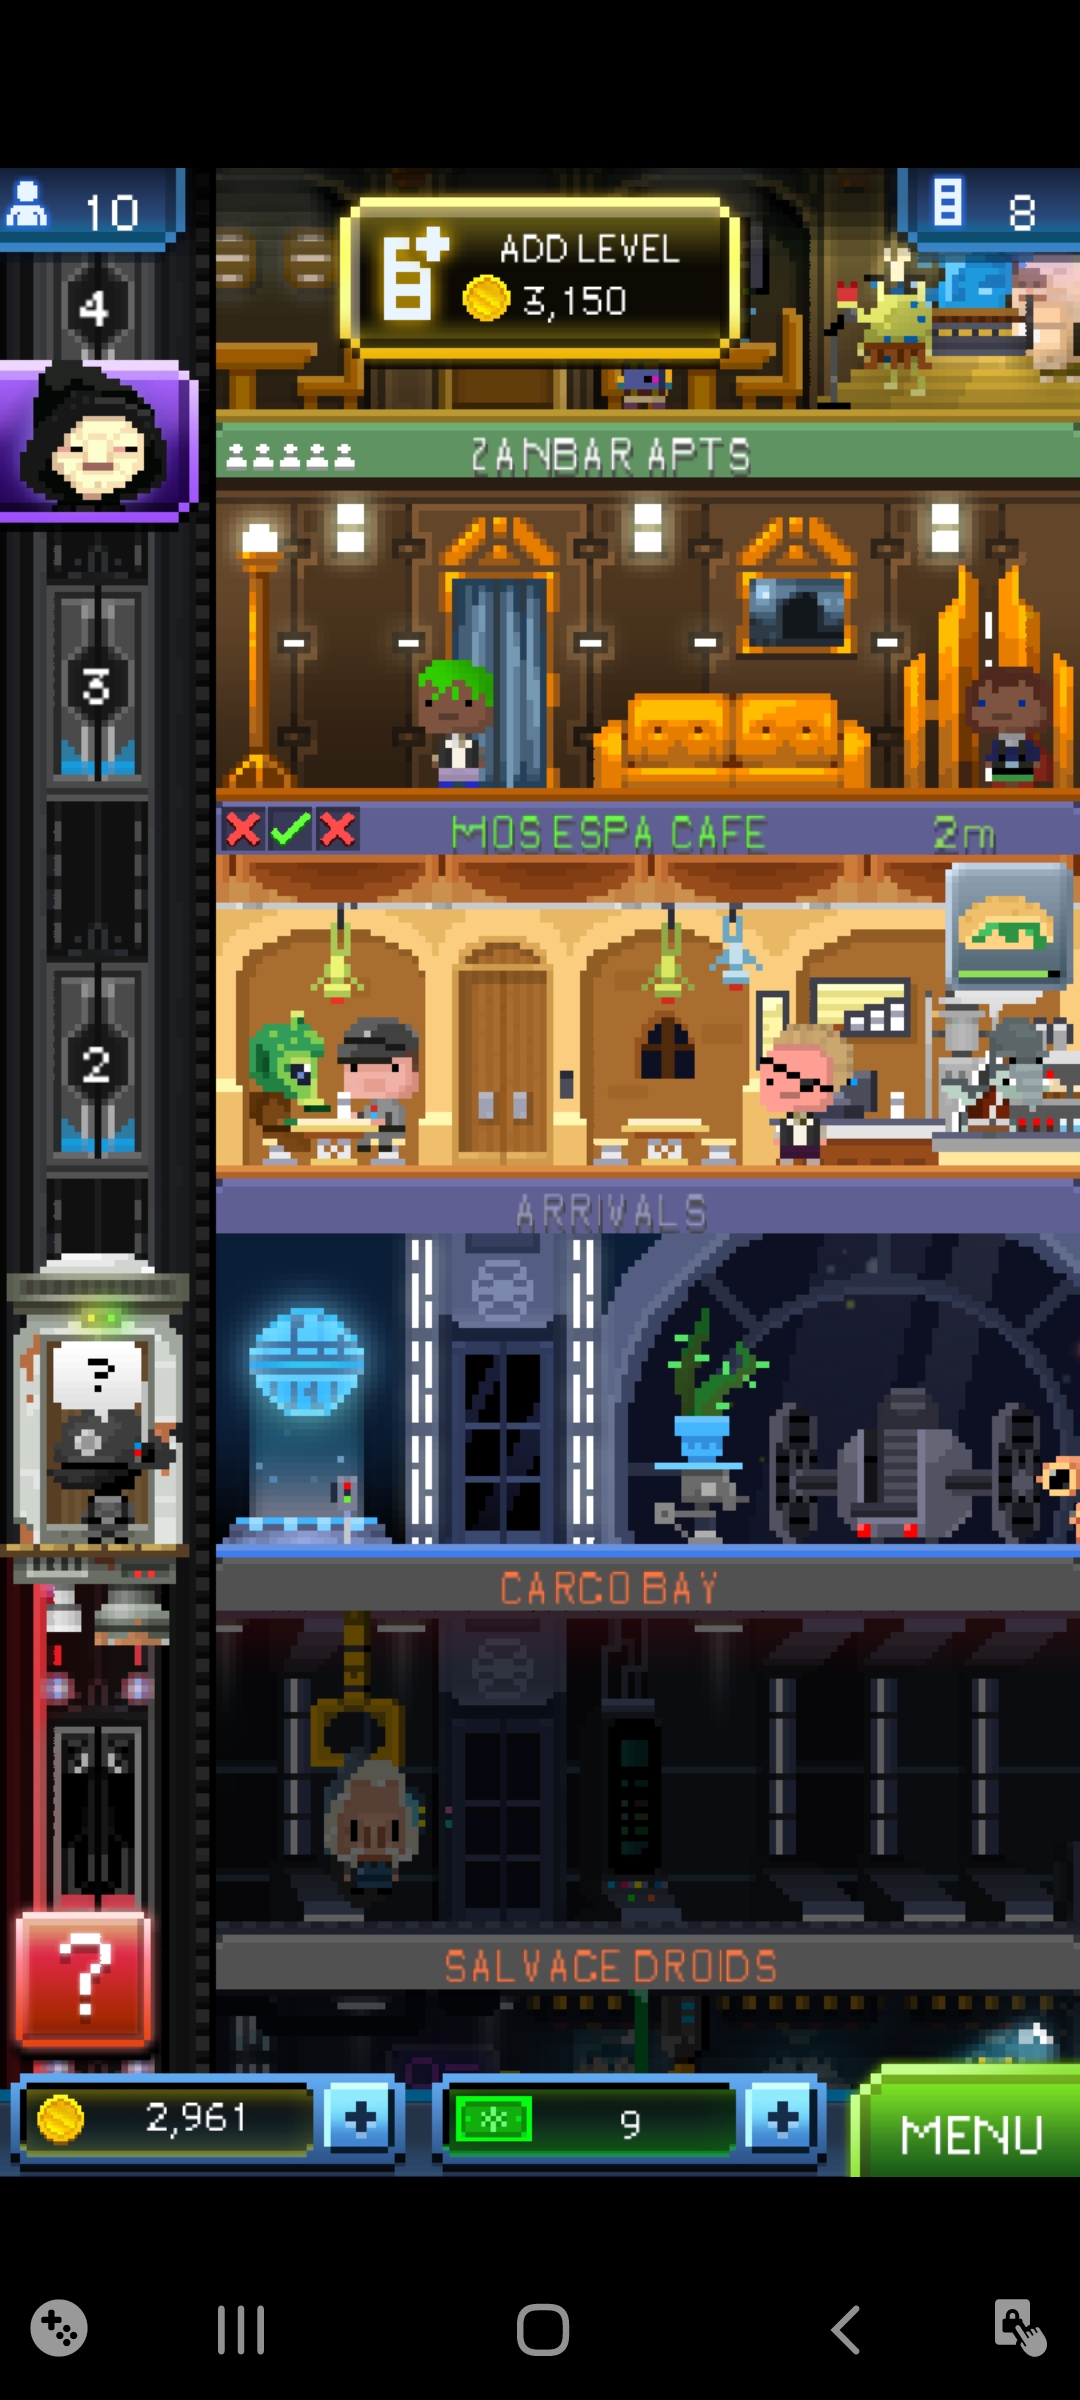 10
ADD LEVEL
3,150
8
4
ZANBAR APTS
3
MOS ESPA CAFE
2m
2
ARRIVALS
?
CARGO BAY
?
SALVAGE DROIDS
2,961
9
MENU